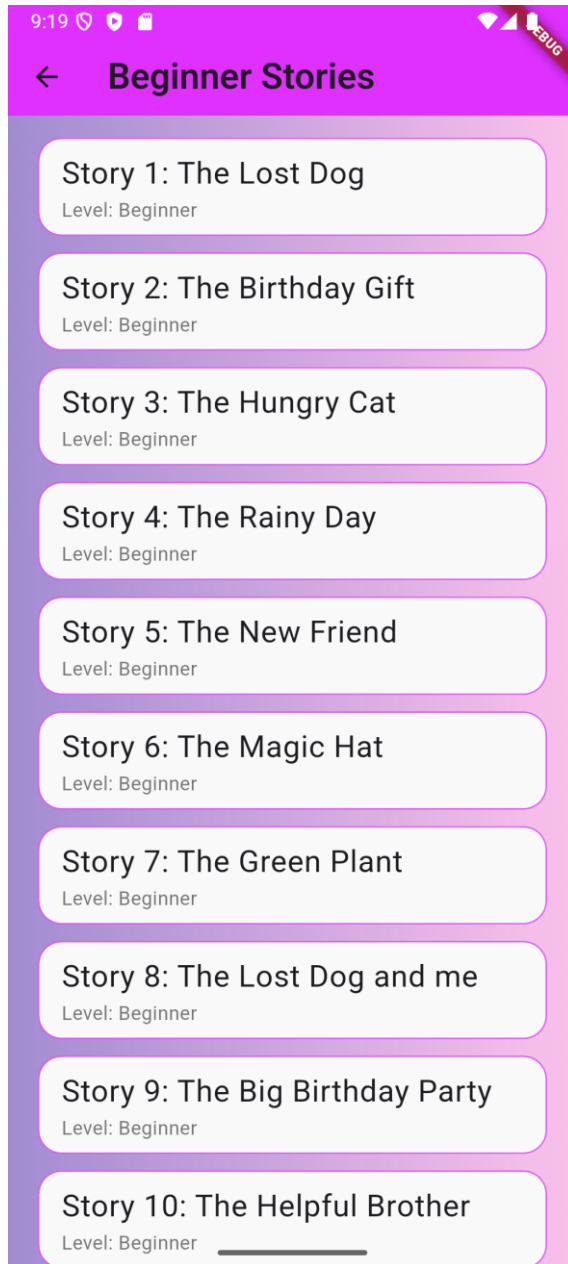 9:19
Beginner Stories
Story 1: The Lost Dog
Level: Beginner
Story 2: The Birthday Gift
Level: Beginner
Story 3: The Hungry Cat
Level: Beginner
Story 4: The Rainy Day
Level: Beginner
Story 5: The New Friend
Level: Beginner
Story 6: The Magic Hat
Level: Beginner
Story 7: The Green Plant
Level: Beginner
Story 8: The Lost Dog and me
Level: Beginner
Story 9: The Big Birthday Party
Level: Beginner
Story 10: The Helpful Brother
Level: Beginner